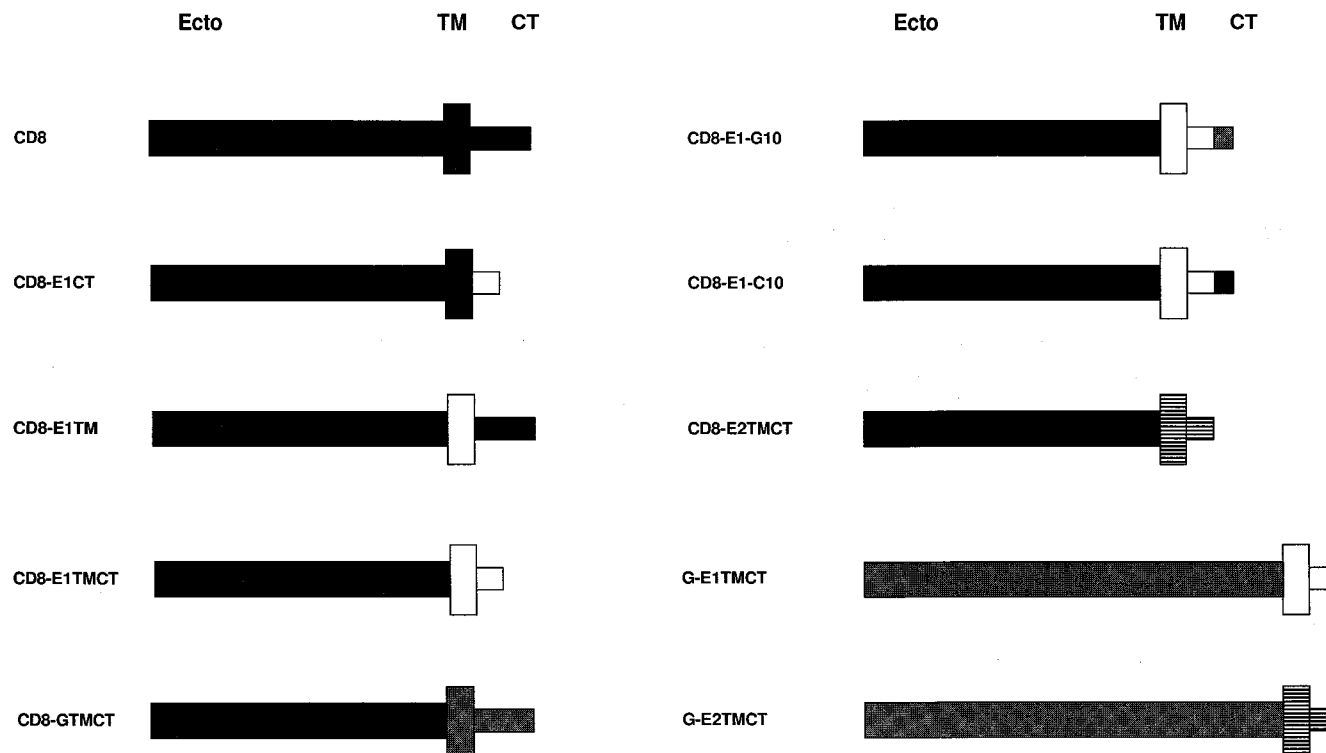 Ecto TM CT
CD8
CD8-E1CT
CD8-E1TM
CD8-E1TMCT
CD8-GTMCT
Ecto TM CT
CD8-E1-G10
CD8-E1-C10
CD8-E2TMCT
G-E1TMCT
G-E2TMCT